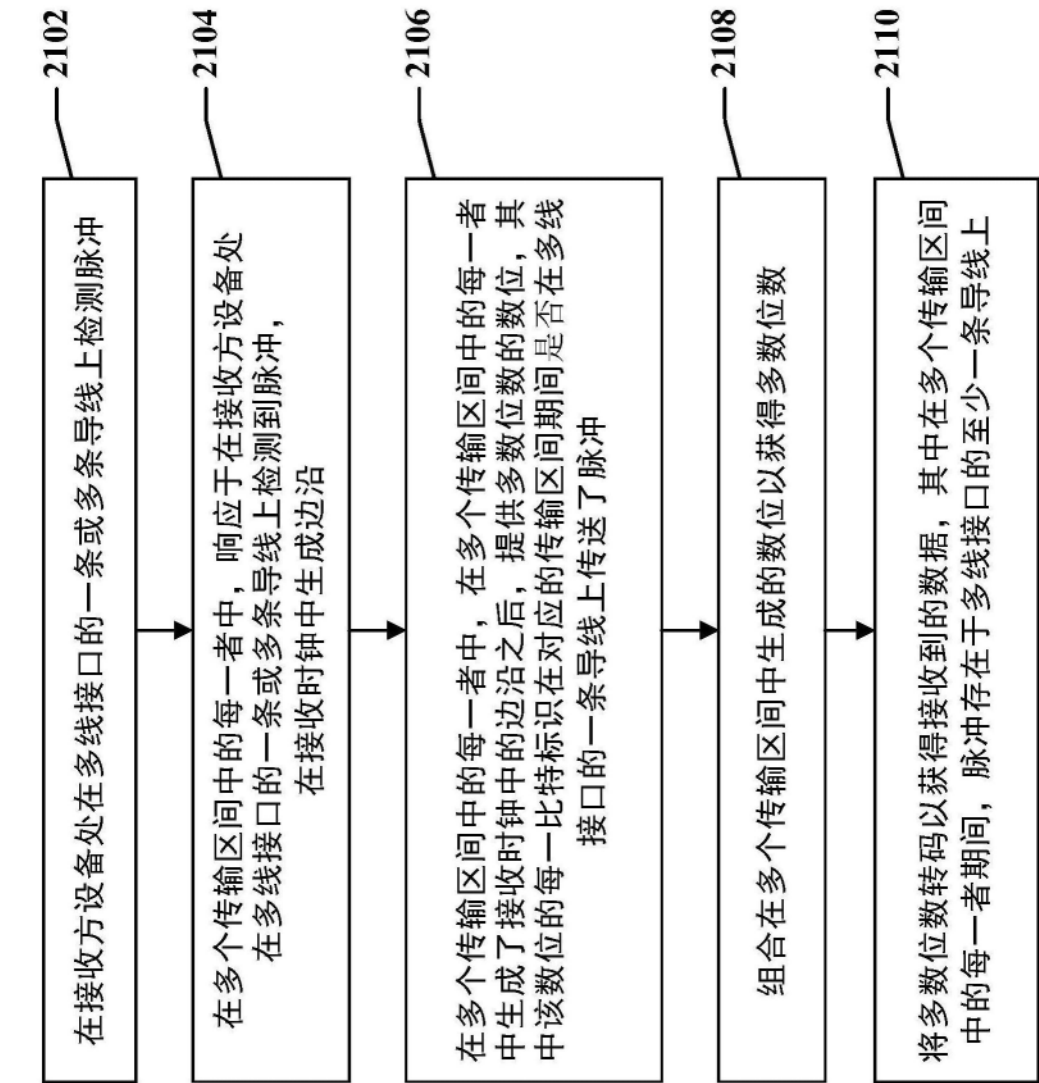 2102
在接收方设备处在多线接口的一条或多条导线上检测脉冲
2104
在多个传输区间中的每一者中，响应于在接收方设备处
在多线接口的一条或多条导线上检测到脉冲，
在接收时钟中生成边沿
2106
在多个传输区间中的每一者中，在多个传输区间中的每一者
中生成了接收时钟中的边沿之后，提供多数位数的数位，其
中该数位的每一比特标识在对应的传输区间期间是否在多线
接口的一条导线上传送了脉冲
2108
组合在多个传输区间中生成的数位以获得多数位数
2110
将多数位数转码以获得接收到的数据，其中在多个传输区间
中的每一者期间，脉冲存在于多线接口的至少一条导线上